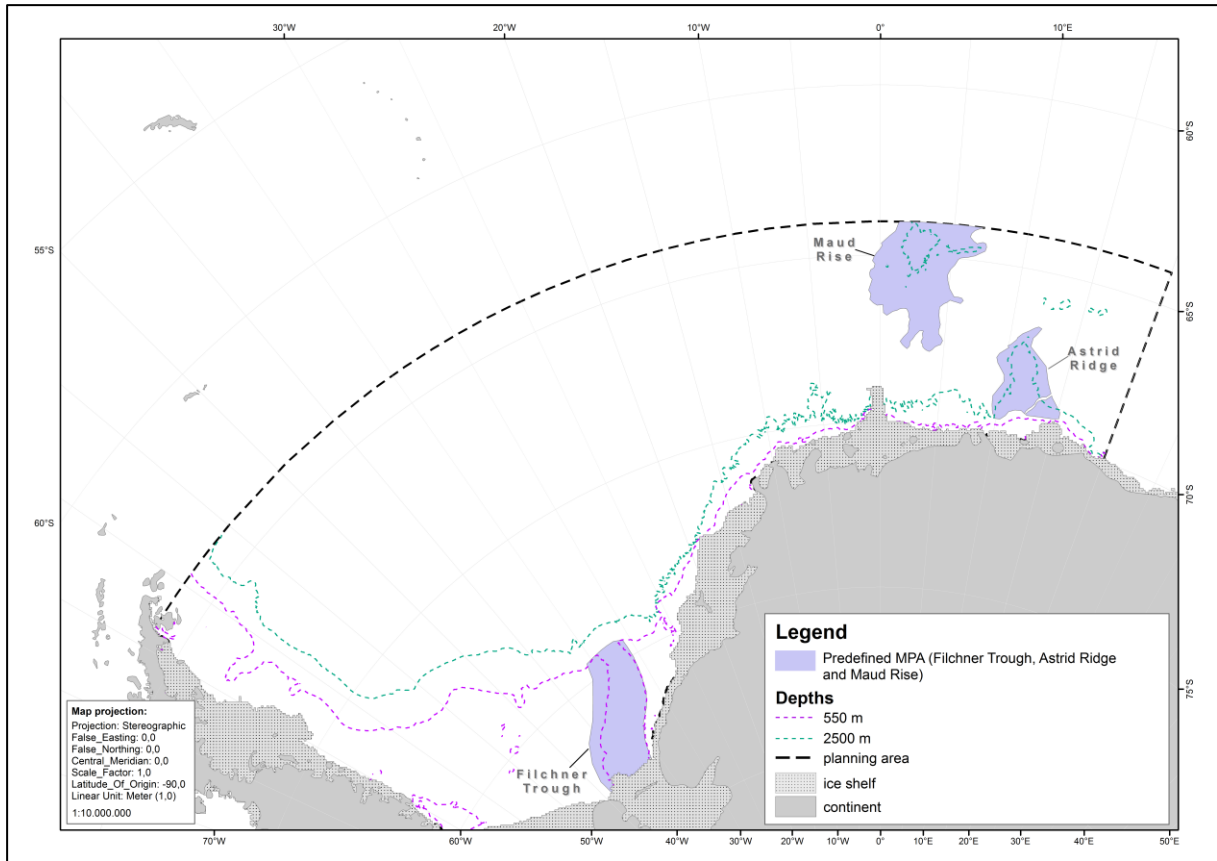 30°W
20°W
10°W
0°
10°E
60°S
55°S
Maud
Rise
65°S
Astrid
Ridge
70°S
60°S
Legend
Predefined MPA (Filchner Trough, Astrid Ridge
and Maud Rise)
Depths
550 m
2500 m
planning area
ice shelf
continent
75°S
Map projection:
Projection: Stereographic
False_Easting: 0,0
False_Northing: 0,0
Central_Meridian: 0,0
Scale_Factor: 1,0
Latitude_Of_Origin: -90,0
Linear Unit: Meter (1,0)
1:10.000.000
Filchner
Trough
70°W
60°W
50°W
40°W
30°W
20°W
10°W
0°
10°E
20°E
30°E
40°E
50°E